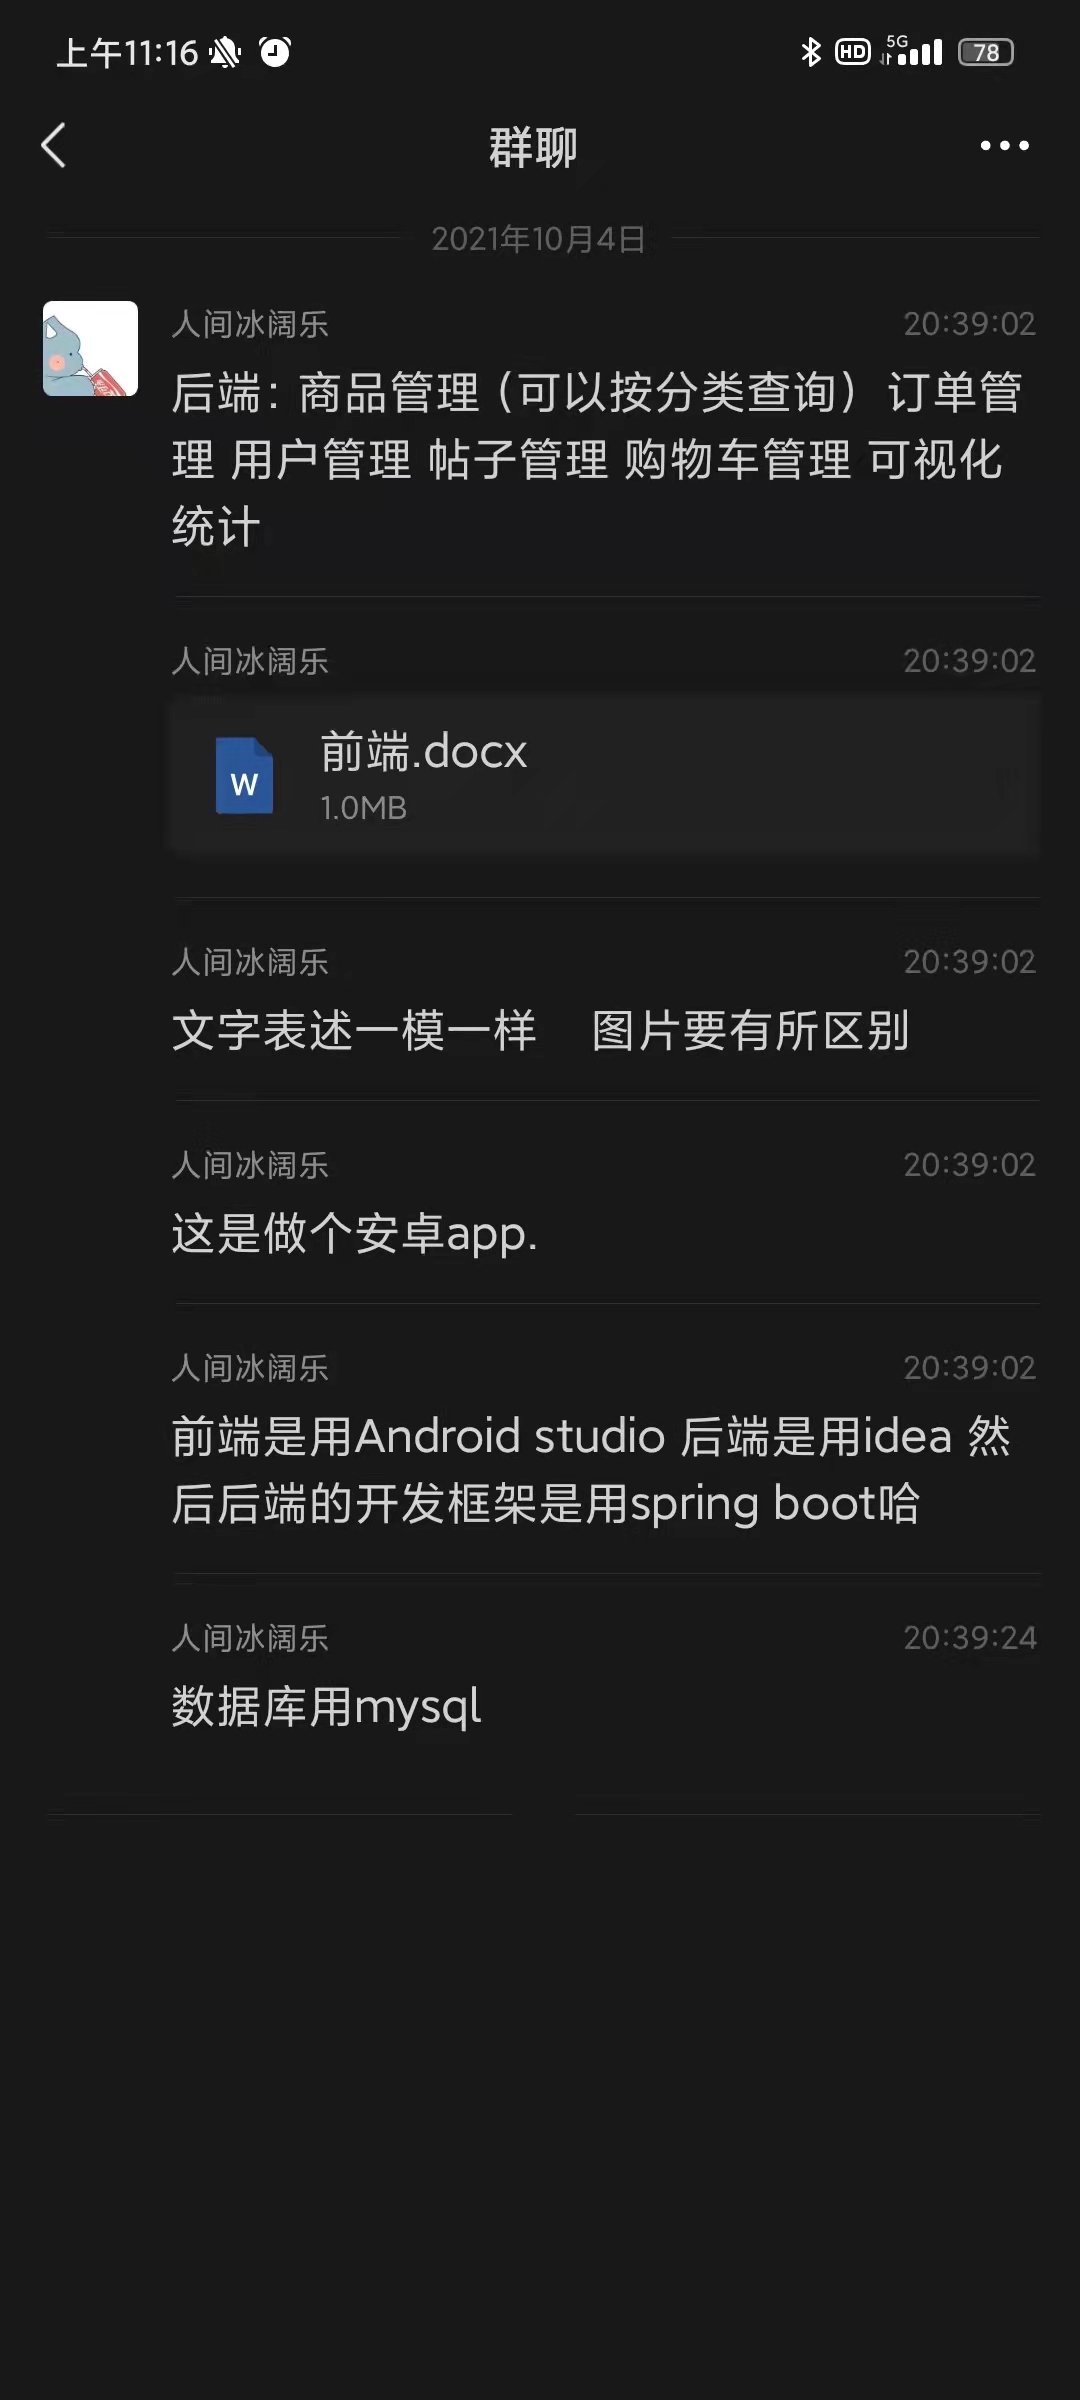 上午11:16
HD 5G 78
群聊
2021年10月4日
人间冰阔乐 20:39:02
后端：商品管理（可以按分类查询） 订单管
理 用户管理 帖子管理 购物车管理 可视化
统计
人间冰阔乐 20:39:02
W 前端.docx
1.0MB
人间冰阔乐 20:39:02
文字表述一模一样 图片要有所区别
人间冰阔乐 20:39:02
这是做个安卓app.
人间冰阔乐 20:39:02
前端是用Android studio 后端是用idea 然
后后端的开发框架是用spring boot哈
人间冰阔乐 20:39:24
数据库用mysql